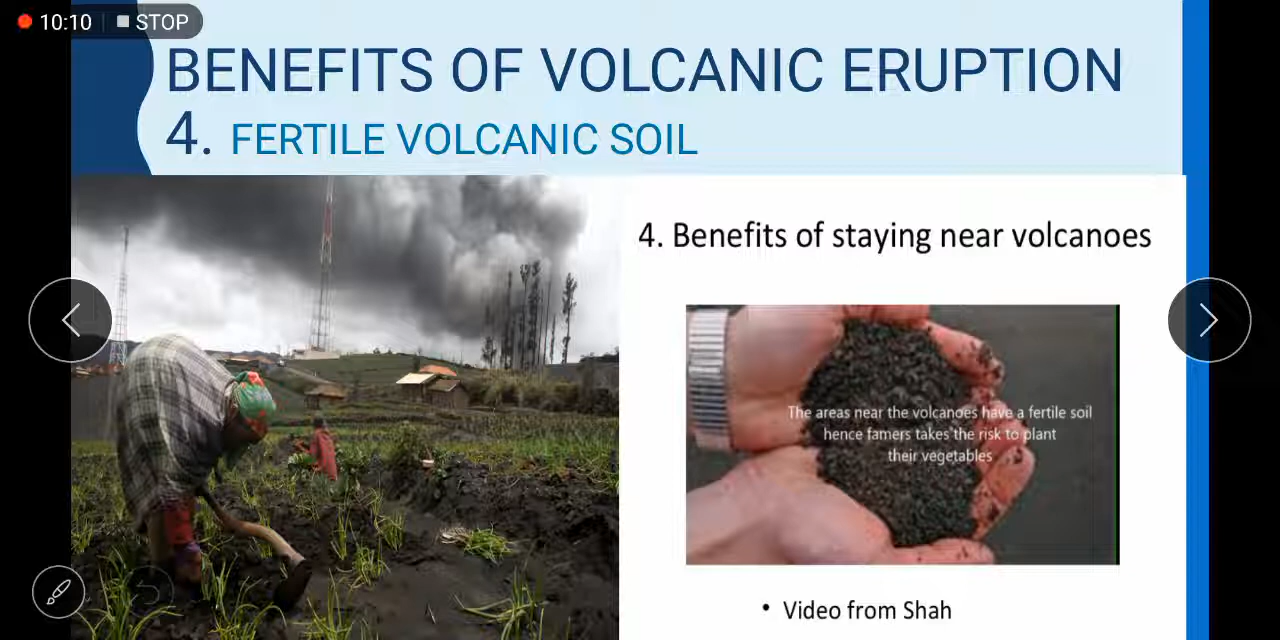 10:10 STOP
BENEFITS OF VOLCANIC ERUPTION
4. FERTILE VOLCANIC SOIL
4. Benefits of staying near volcanoes
The areas near the volcanoes have a fertile soil
hence famers takes the risk to plant
their vegetables
• Video from Shah